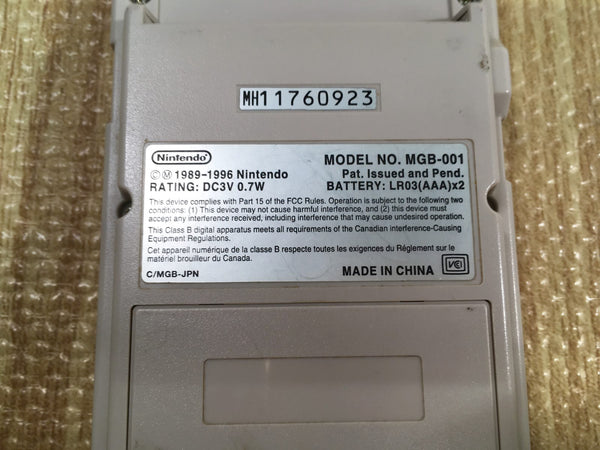 MH11760923
Nintendo
©Ⓜ 1989-1996 Nintendo
RATING: DC3V 0.7W
MODEL NO. MGB-001
Pat. Issued and Pend.
BATTERY: LR03(AAA)x2
This device complies with Part 15 of the FCC Rules. Operation is subject to the following two
conditions: (1) This device may not cause harmful interference, and (2) this device must
accept any interference received, including interference that may cause undesired operation.
This Class B digital apparatus meets all requirements of the Canadian interference-Causing
Equipment Regulations.
Cet appareil numérique de la classe B respecte toutes les exigences du Réglement sur le
matériel brouilleur du Canada.
C/MGB-JPN
MADE IN CHINA
VCI